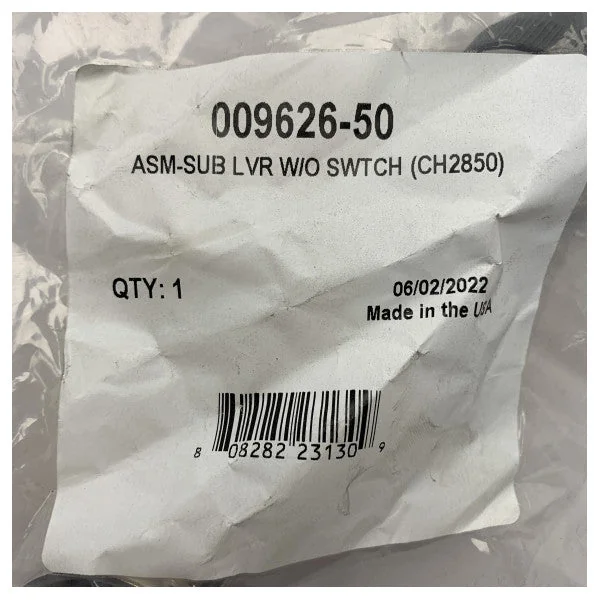 009626-50
ASM-SUB LVR W/O SWTCH (CH2850)
QTY: 1
06/02/2022
Made in the USA
8 08282 23130 9